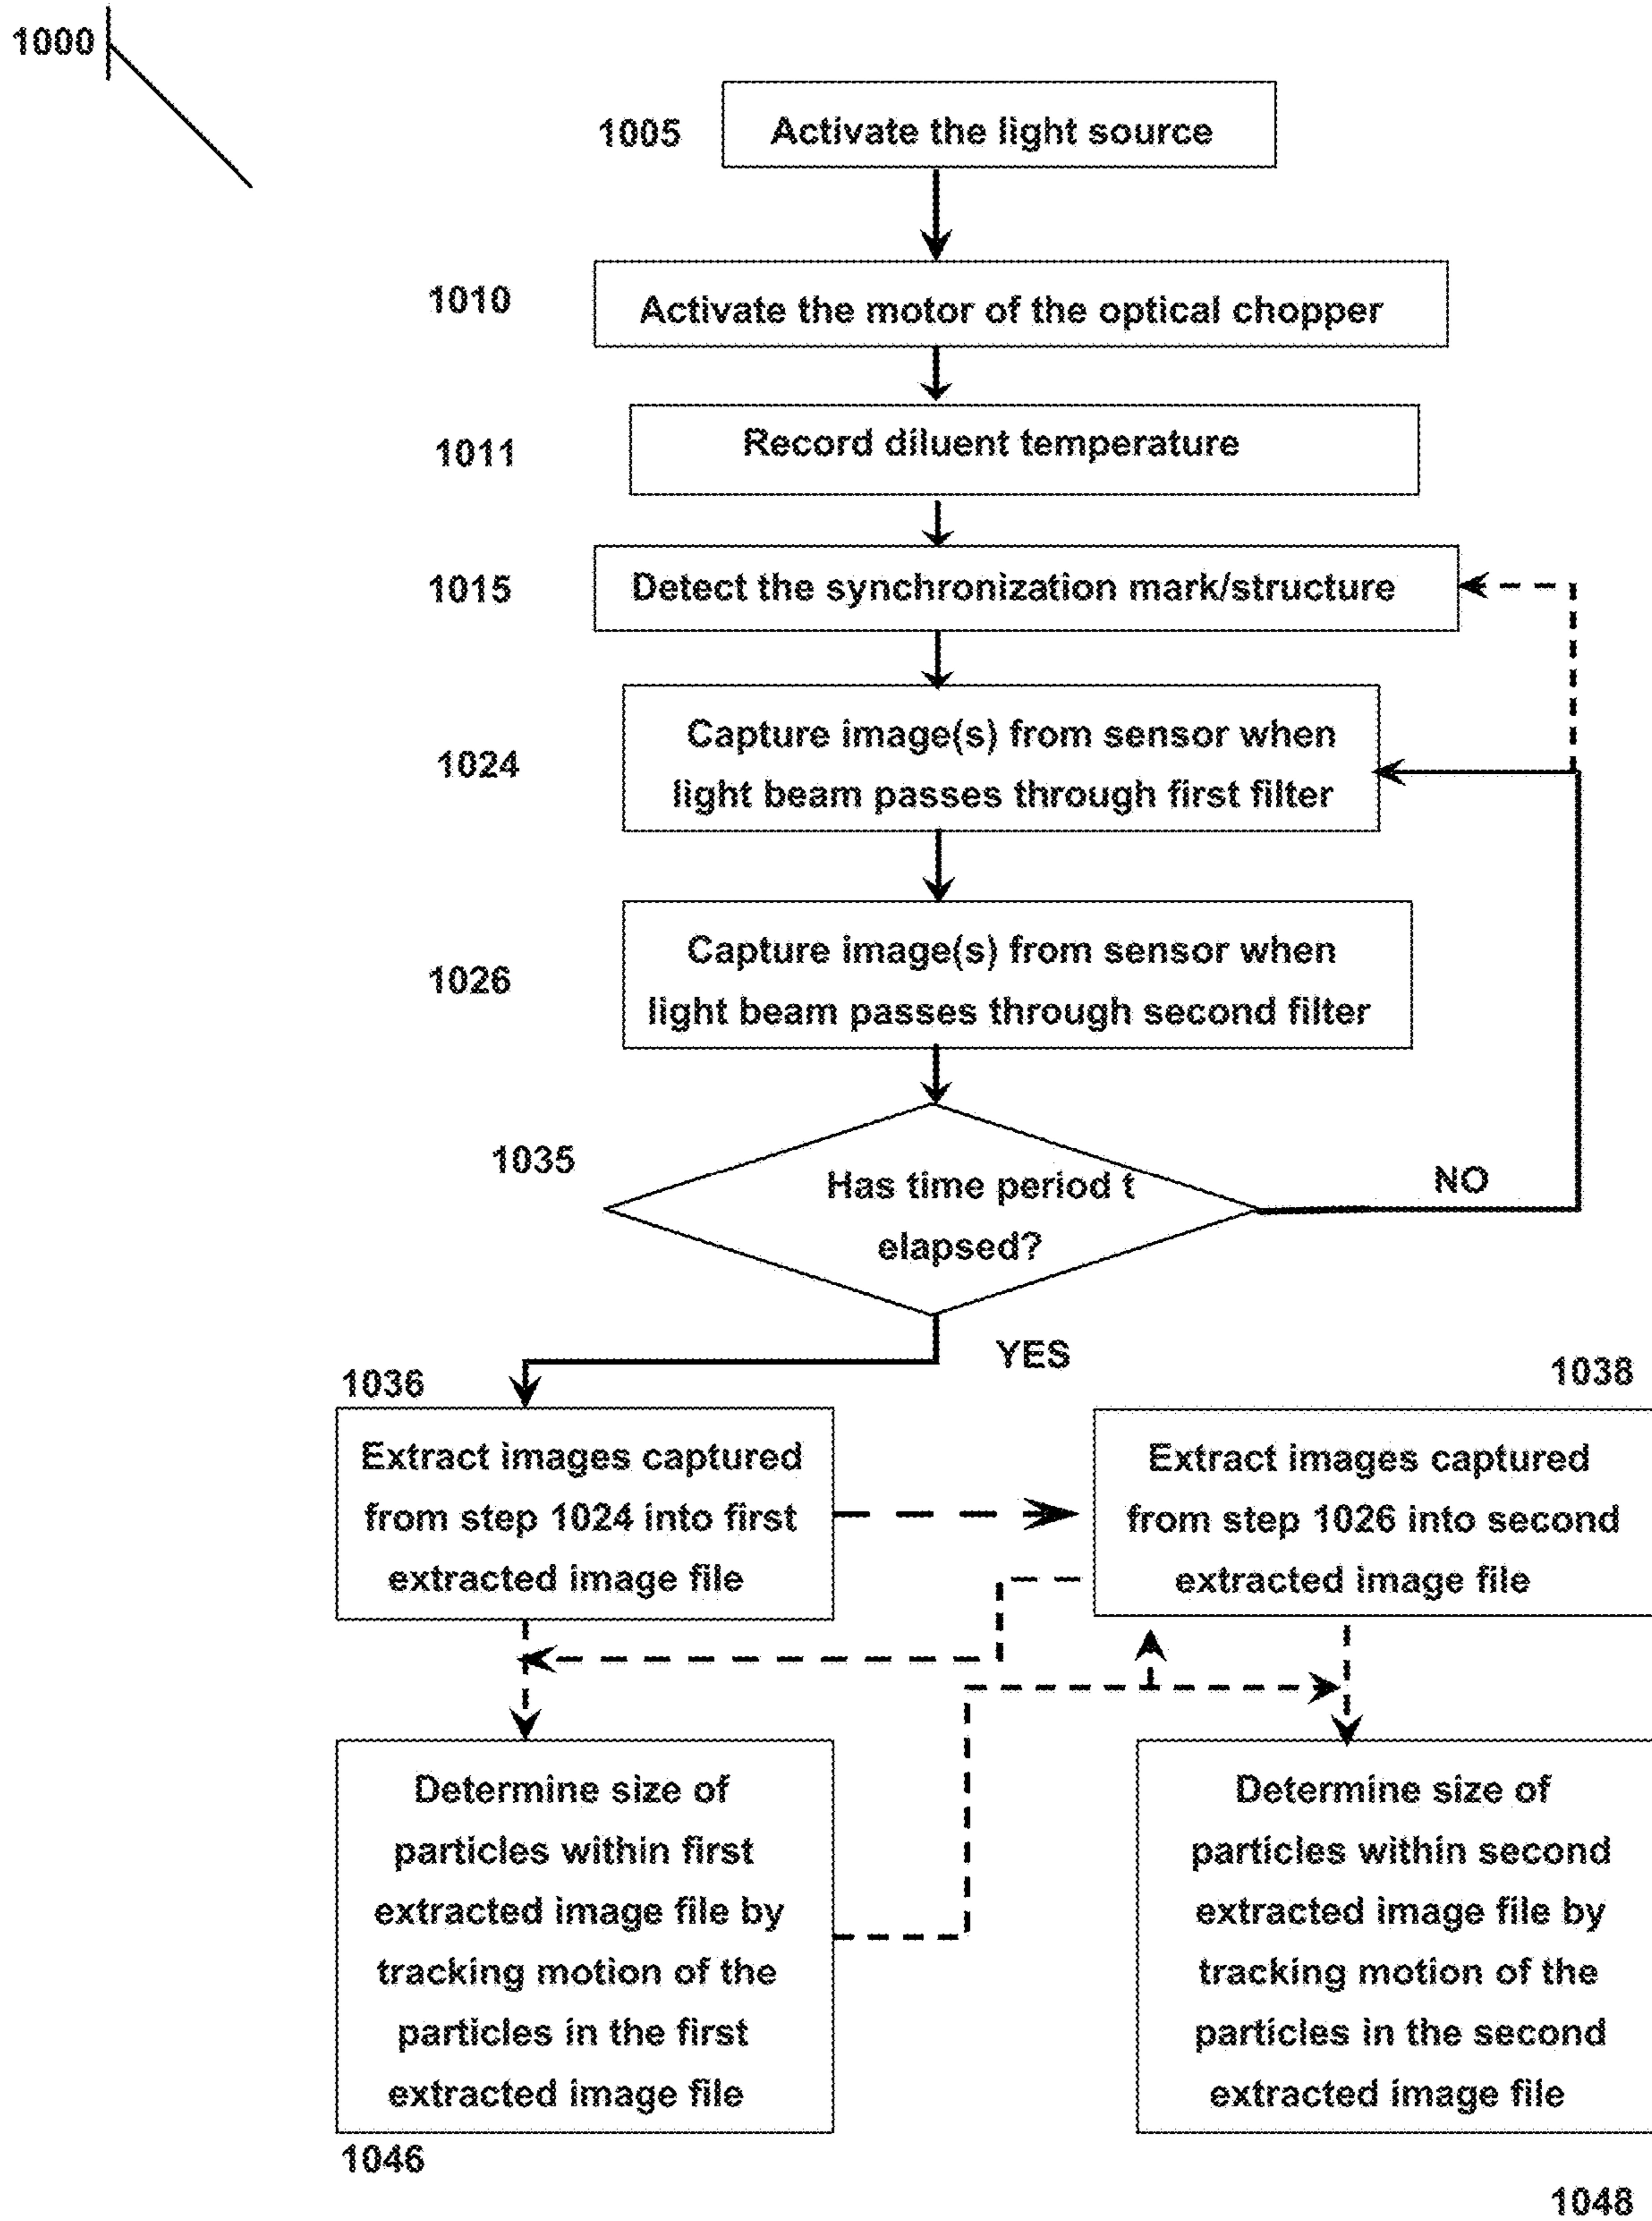 1000
1005
Activate the light source
1010
Activate the motor of the optical chopper
1011
Record diluent temperature
1015
Detect the synchronization mark/structure
1024
Capture image(s) from sensor when
light beam passes through first filter
1026
Capture image(s) from sensor when
light beam passes through second filter
1035
Has time period t
elapsed?
NO
YES
1036
Extract images captured
from step 1024 into first
extracted image file
1038
Extract images captured
from step 1026 into second
extracted image file
Determine size of
particles within first
extracted image file by
tracking motion of the
particles in the first
extracted image file
1046
Determine size of
particles within second
extracted image file by
tracking motion of the
particles in the second
extracted image file
1048